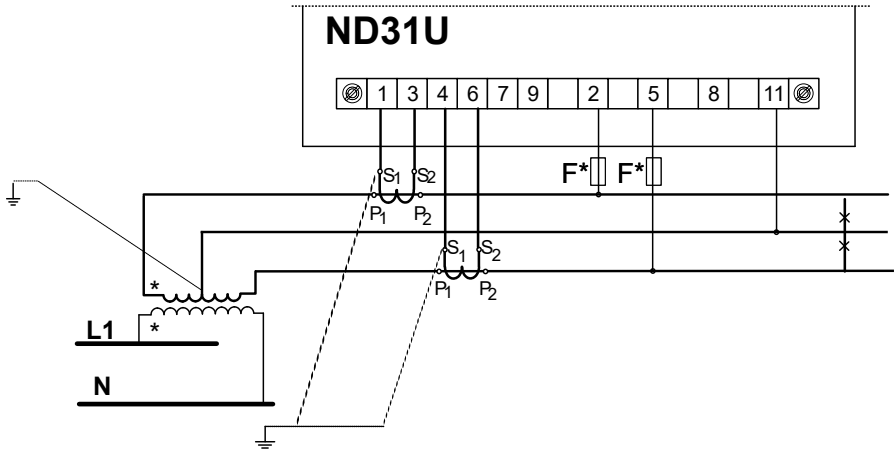 ND31U
1 3 4 6 7 9 2 5 8 11
F* F*
S1 S2
P1 P2
S1 S2
P1 P2
*
*
L1
N